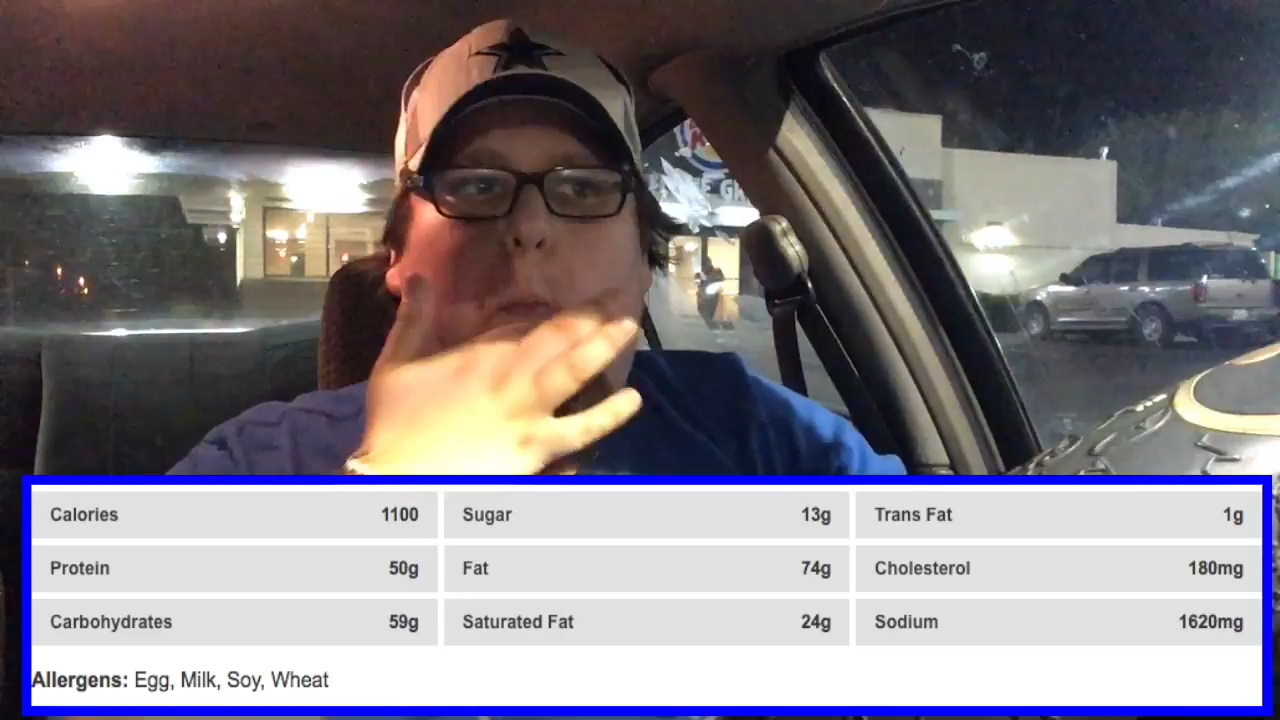 Calories 1100 Sugar 13g Trans Fat 1g
Protein 50g Fat 74g Cholesterol 180mg
Carbohydrates 59g Saturated Fat 24g Sodium 1620mg
Allergens: Egg, Milk, Soy, Wheat